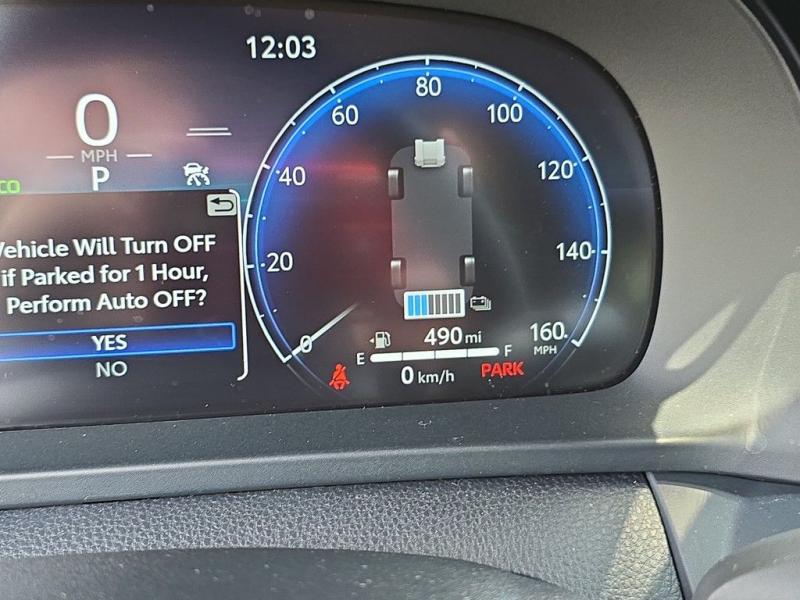 12:03
0
MPH
P
CO
Vehicle Will Turn OFF
if Parked for 1 Hour,
Perform Auto OFF?
YES
NO
0
20
40
60
80
100
120
140
160
MPH
490 mi
E
F
0 km/h
PARK